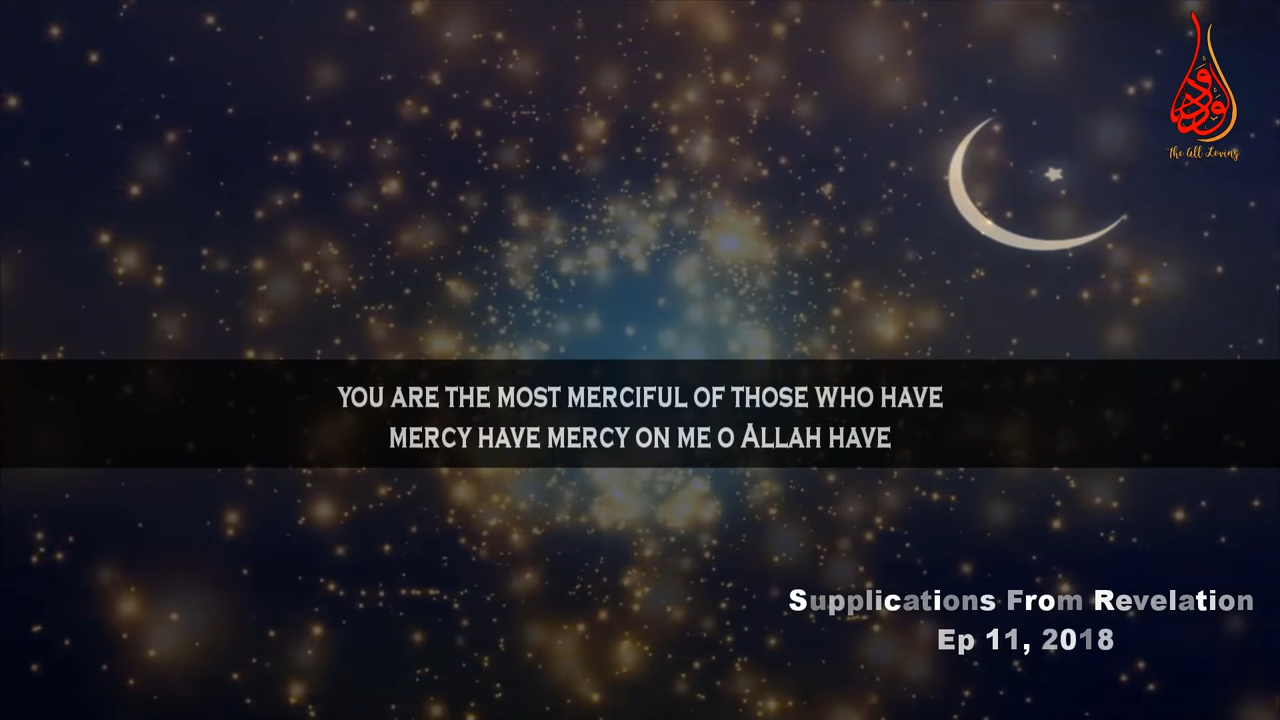 الودود
The All Loving
YOU ARE THE MOST MERCIFUL OF THOSE WHO HAVE
MERCY HAVE MERCY ON ME O ALLAH HAVE
Supplications From Revelation
Ep 11, 2018